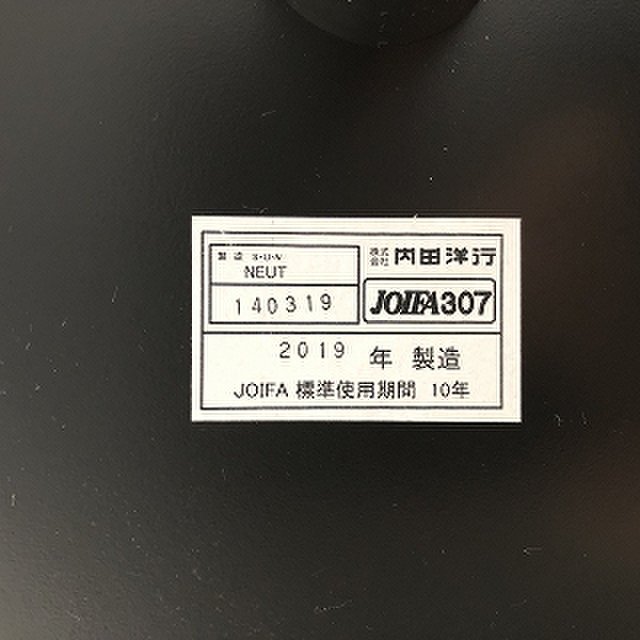 製造 S・U・N
NEUT
140319
株式会社 内田洋行
JOIFA307
2019 年 製造
JOIFA 標準使用期間 10年